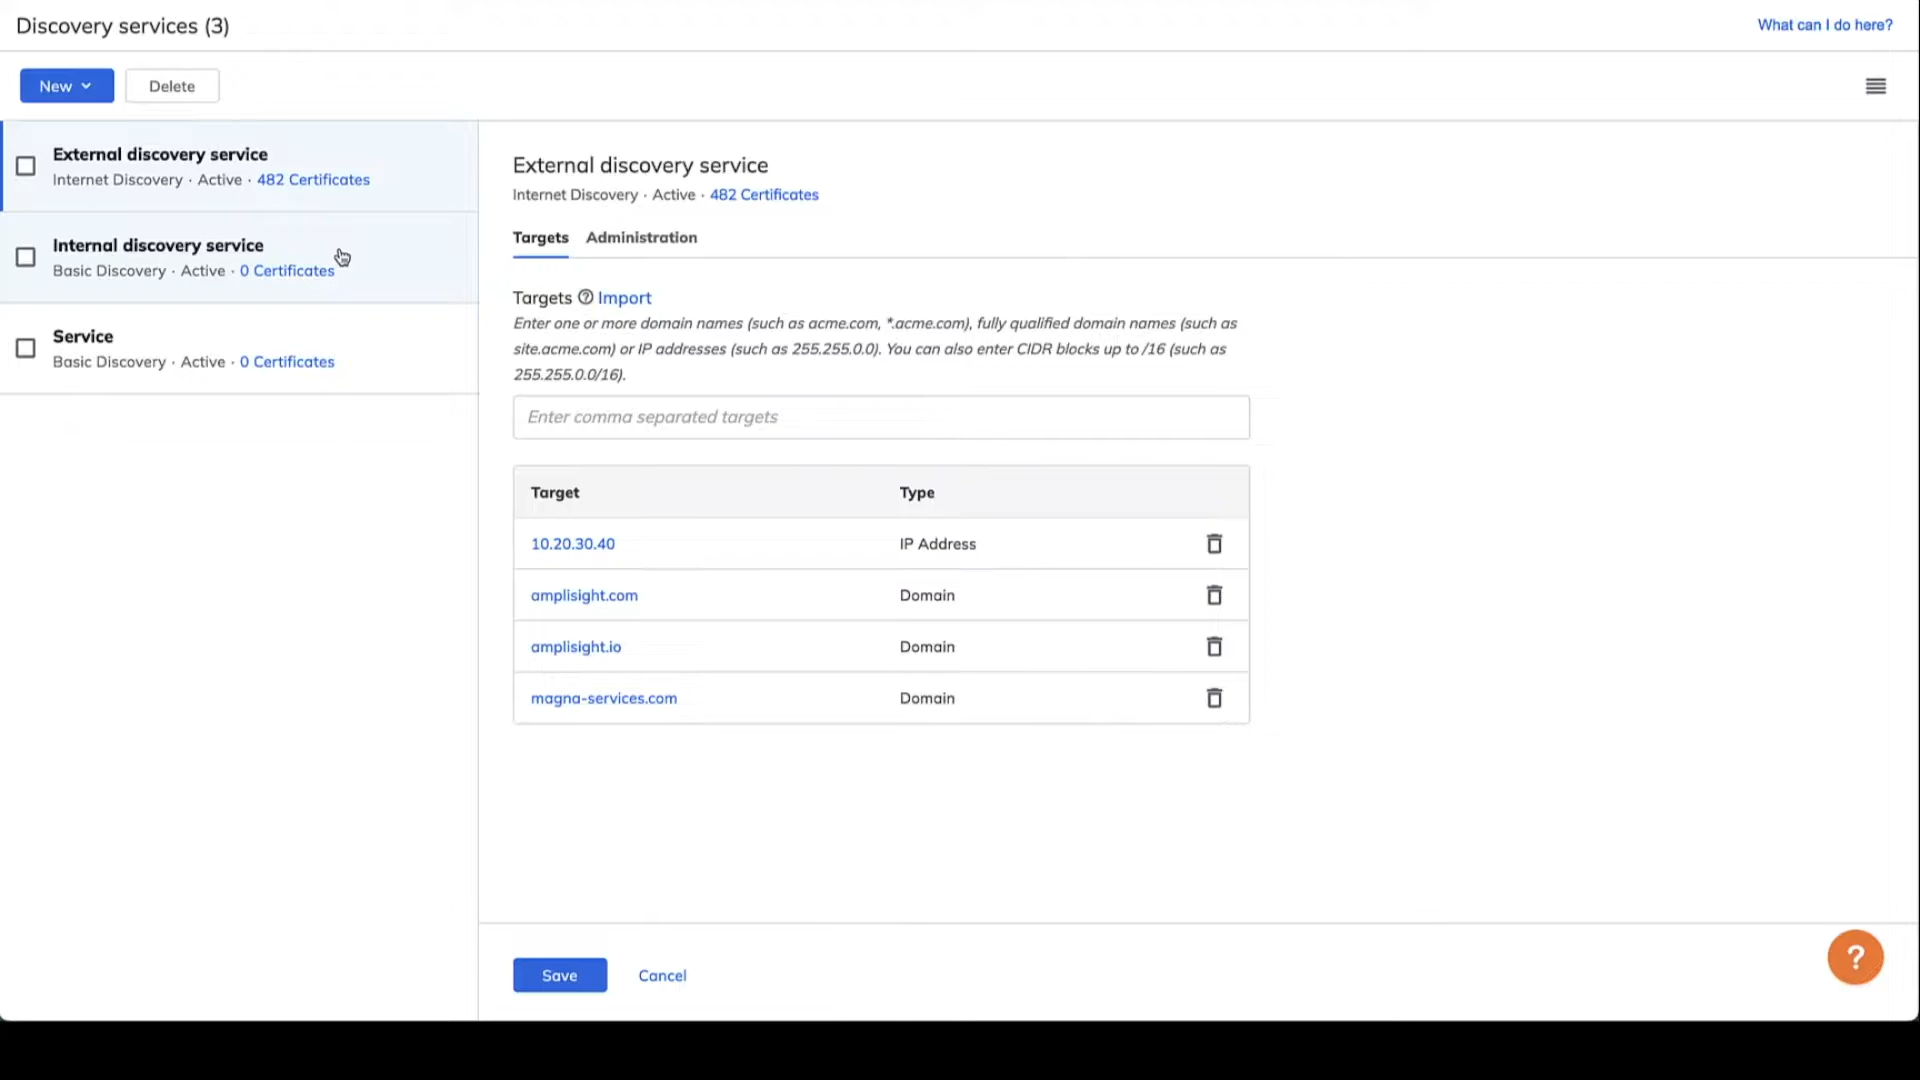 Discovery services (3)
What can I do here?
New
Delete
External discovery service
Internet Discovery · Active · 482 Certificates
Internal discovery service
Basic Discovery · Active · 0 Certificates
Service
Basic Discovery · Active · 0 Certificates
External discovery service
Internet Discovery · Active · 482 Certificates
Targets Administration
Targets ? Import
Enter one or more domain names (such as acme.com, *.acme.com), fully qualified domain names (such as
site.acme.com) or IP addresses (such as 255.255.0.0). You can also enter CIDR blocks up to /16 (such as
255.255.0.0/16).
Enter comma separated targets
Target Type
10.20.30.40 IP Address
amplisight.com Domain
amplisight.io Domain
magna-services.com Domain
Save Cancel
?